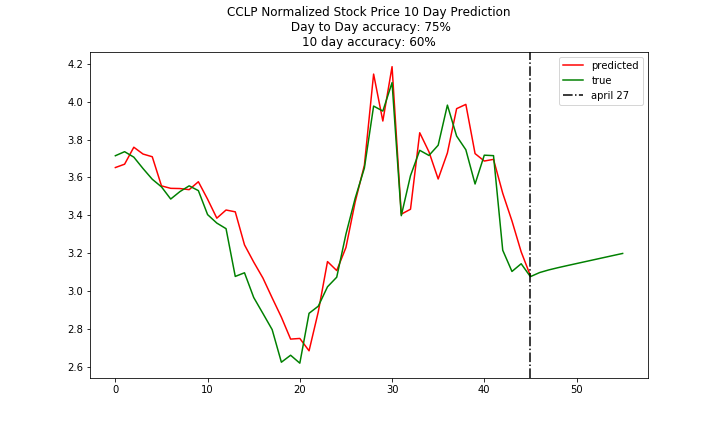 CCLP Normalized Stock Price 10 Day Prediction
Day to Day accuracy: 75%
10 day accuracy: 60%
predicted
true
april 27
4.2
4.0
3.8
3.6
3.4
3.2
3.0
2.8
2.6
0 10 20 30 40 50